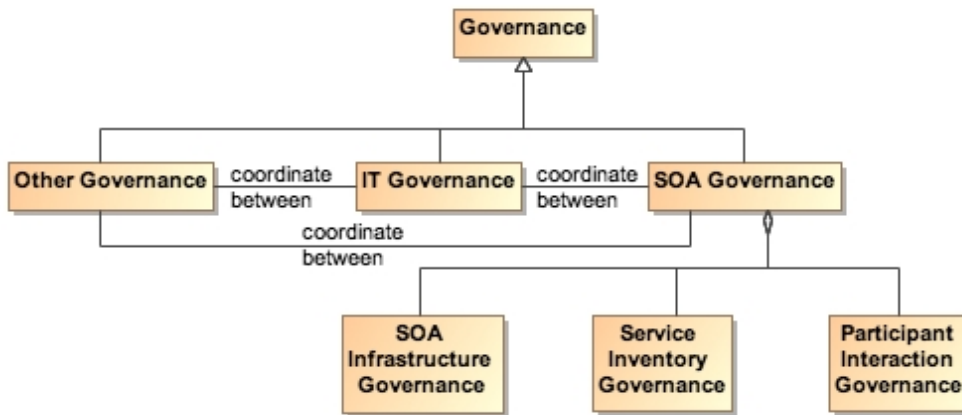 Governance
Other Governance
coordinate
between
IT Governance
coordinate
between
SOA Governance
coordinate
between
SOA
Infrastructure
Governance
Service
Inventory
Governance
Participant
Interaction
Governance